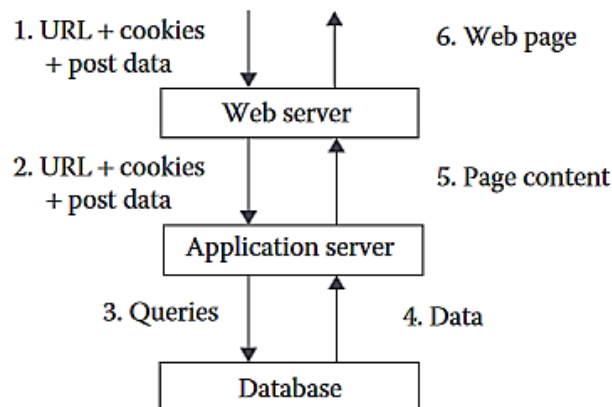 1. URL + cookies
+ post data
6. Web page
Web server
2. URL + cookies
+ post data
5. Page content
Application server
3. Queries
4. Data
Database